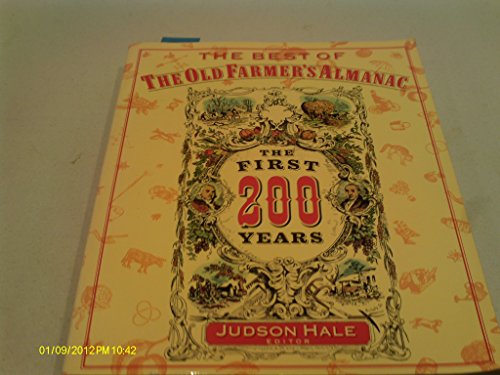 THE BEST OF
THE OLD FARMER'S ALMANAC
THE
FIRST
200
YEARS
JUDSON HALE
EDITOR
01/09/2012 PM 10:42